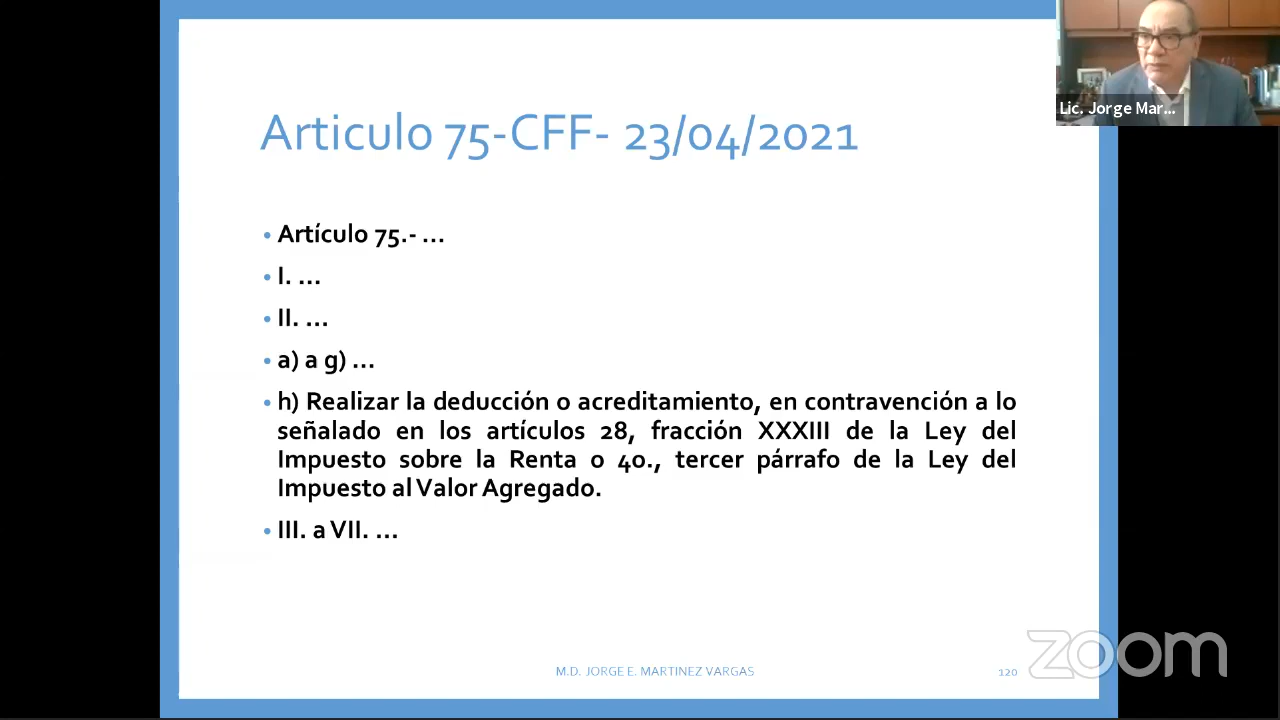 Lic. Jorge Mar...
Articulo 75-CFF- 23/04/2021
• Artículo 75.- ...
• I. ...
• II. ...
• a) a g) ...
• h) Realizar la deducción o acreditamiento, en contravención a lo
señalado en los artículos 28, fracción XXXIII de la Ley del
Impuesto sobre la Renta o 4o., tercer párrafo de la Ley del
Impuesto al Valor Agregado.
• III. a VII. ...
M.D. JORGE E. MARTINEZ VARGAS
120
zoom